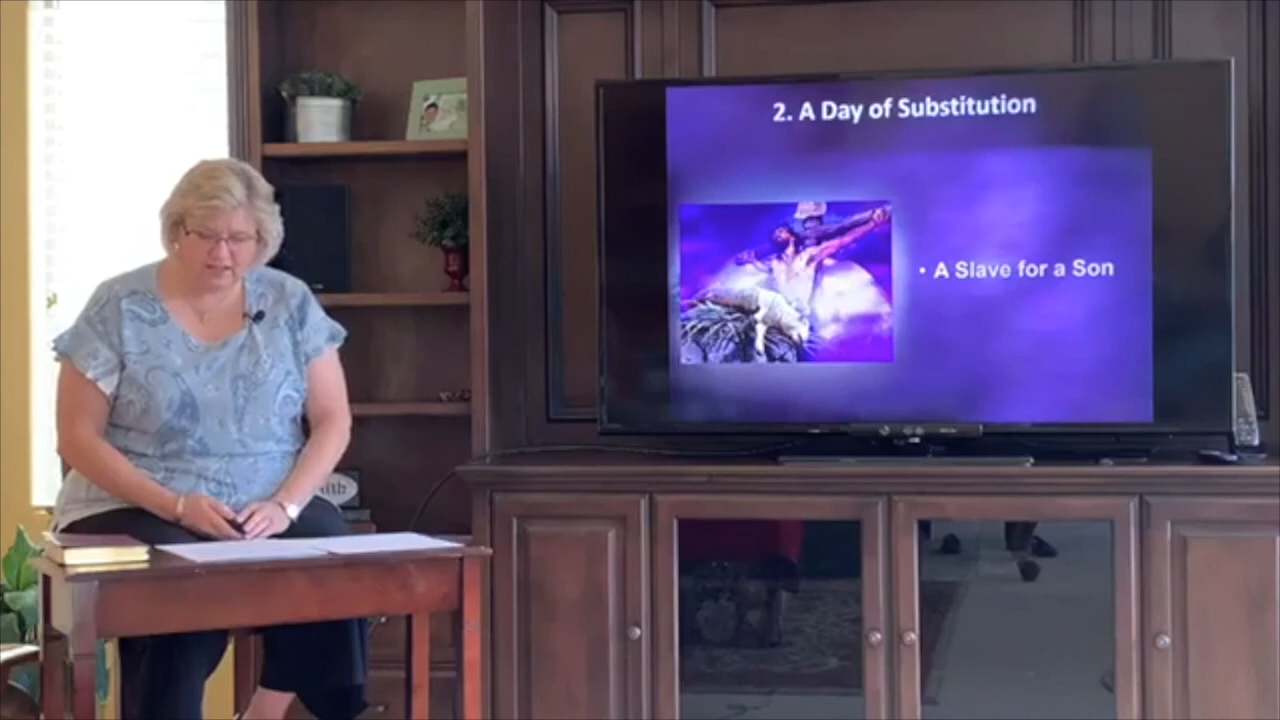 2. A Day of Substitution
• A Slave for a Son